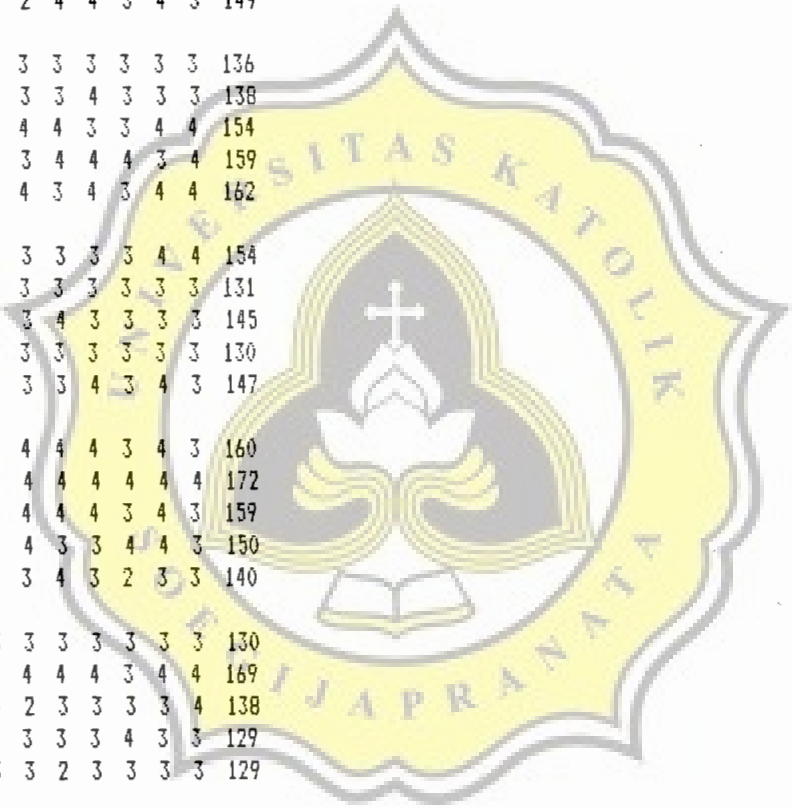 2 4 4 3 4 3 149
3 3 3 3 3 3 136
3 3 4 3 3 3 138
4 4 3 3 4 4 154
3 4 4 4 3 4 159
4 3 4 3 4 4 162
3 3 3 3 4 4 154
3 3 3 3 3 3 131
3 4 3 3 3 3 145
3 3 3 3 3 3 130
3 3 4 3 4 3 147
4 4 4 3 4 3 160
4 4 4 4 4 4 172
4 4 4 3 4 3 159
4 3 3 4 4 3 150
3 4 3 2 3 3 140
3 3 3 3 3 3 130
4 4 4 3 4 4 169
2 3 3 3 3 4 138
3 3 3 4 3 3 129
3 2 3 3 3 3 129
UNIVERSITAS KATOLIK
SOEGIJAPRANATA